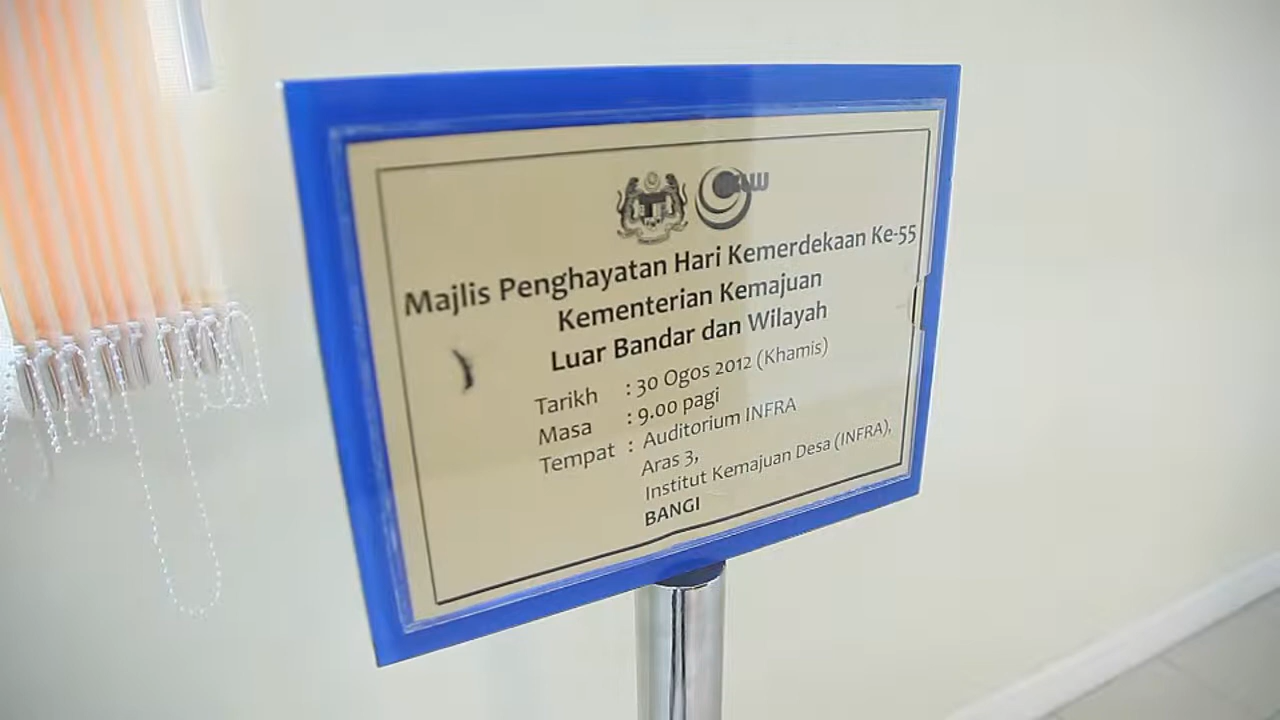 Majlis Penghayatan Hari Kemerdekaan Ke-55
Kementerian Kemajuan
Luar Bandar dan Wilayah
Tarikh : 30 Ogos 2012 (Khamis)
Masa : 9.00 pagi
Tempat : Auditorium INFRA
Aras 3,
Institut Kemajuan Desa (INFRA),
BANGI